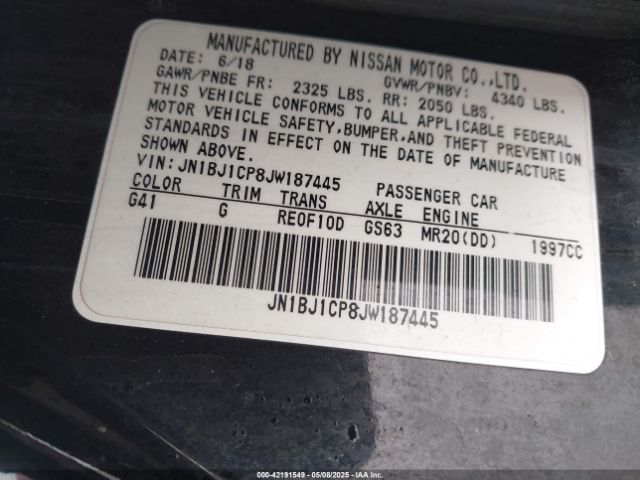 MANUFACTURED BY NISSAN MOTOR CO.,LTD.
DATE: 6/18 GVWR/PNBV: 4340 LBS.
GAWR/PNBE FR: 2325 LBS. RR: 2050 LBS.
THIS VEHICLE CONFORMS TO ALL APPLICABLE FEDERAL
MOTOR VEHICLE SAFETY,BUMPER,AND THEFT PREVENTION
STANDARDS IN EFFECT ON THE DATE OF MANUFACTURE
SHOWN ABOVE.
VIN: JN1BJ1CP8JW187445 PASSENGER CAR
COLOR TRIM TRANS AXLE ENGINE
G41 G RE0F10D GS63 MR20(DD) 1997CC
JN1BJ1CP8JW187445
000-42191549 - 05/08/2025 - IAAI.COM